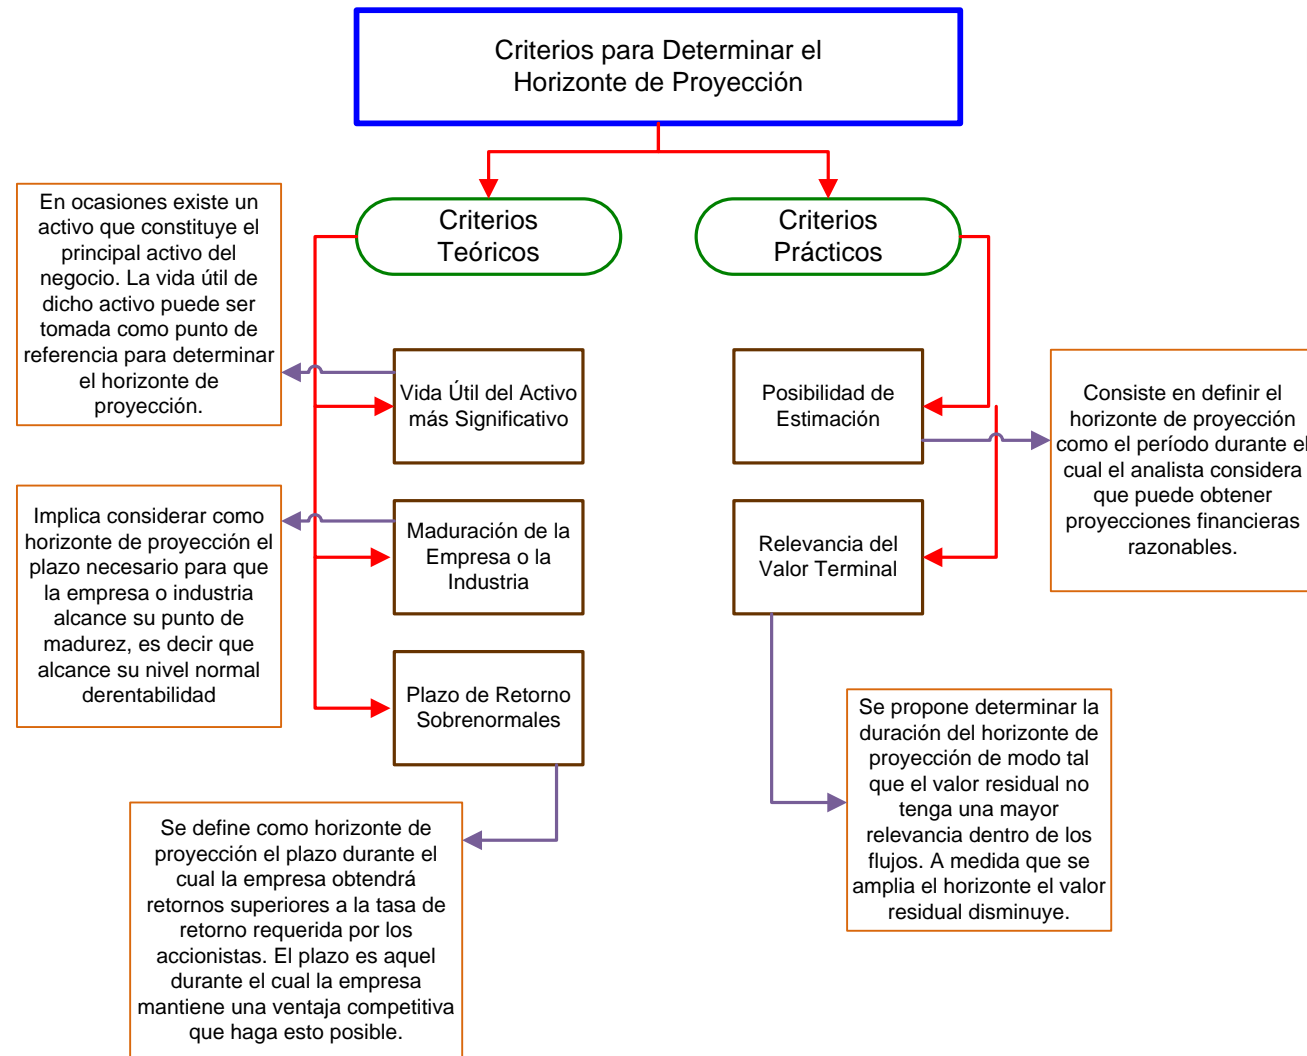 Criterios para Determinar el
Horizonte de Proyección
Criterios
Teóricos
Criterios
Prácticos
En ocasiones existe un
activo que constituye el
principal activo del
negocio. La vida útil de
dicho activo puede ser
tomada como punto de
referencia para determinar
el horizonte de
proyección.
Vida Útil del Activo
más Significativo
Posibilidad de
Estimación
Consiste en definir el
horizonte de proyección
como el período durante el
cual el analista considera
que puede obtener
proyecciones financieras
razonables.
Implica considerar como
horizonte de proyección el
plazo necesario para que
la empresa o industria
alcance su punto de
madurez, es decir que
alcance su nivel normal
derentabilidad
Maduración de la
Empresa o la
Industria
Relevancia del
Valor Terminal
Plazo de Retorno
Sobrenormales
Se propone determinar la
duración del horizonte de
proyección de modo tal
que el valor residual no
tenga una mayor
relevancia dentro de los
flujos. A medida que se
amplia el horizonte el valor
residual disminuye.
Se define como horizonte de
proyección el plazo durante el
cual la empresa obtendrá
retornos superiores a la tasa de
retorno requerida por los
accionistas. El plazo es aquel
durante el cual la empresa
mantiene una ventaja competitiva
que haga esto posible.